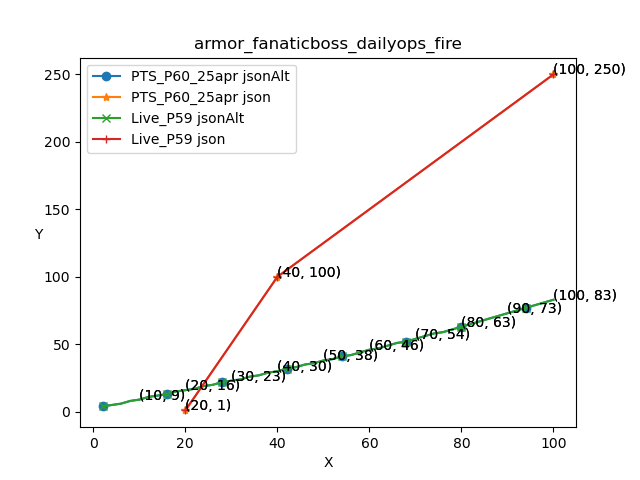 armor_fanaticboss_dailyops_fire
PTS_P60_25apr jsonAlt
PTS_P60_25apr json
Live_P59 jsonAlt
Live_P59 json
(100, 250)
250
200
150
Y
100
(40, 100)
50
0
(10, 9)
(20, 16)
(20, 1)
(30, 23)
(40, 30)
(50, 38)
(60, 46)
(70, 54)
(80, 63)
(90, 73)
(100, 83)
0 20 40 60 80 100
X